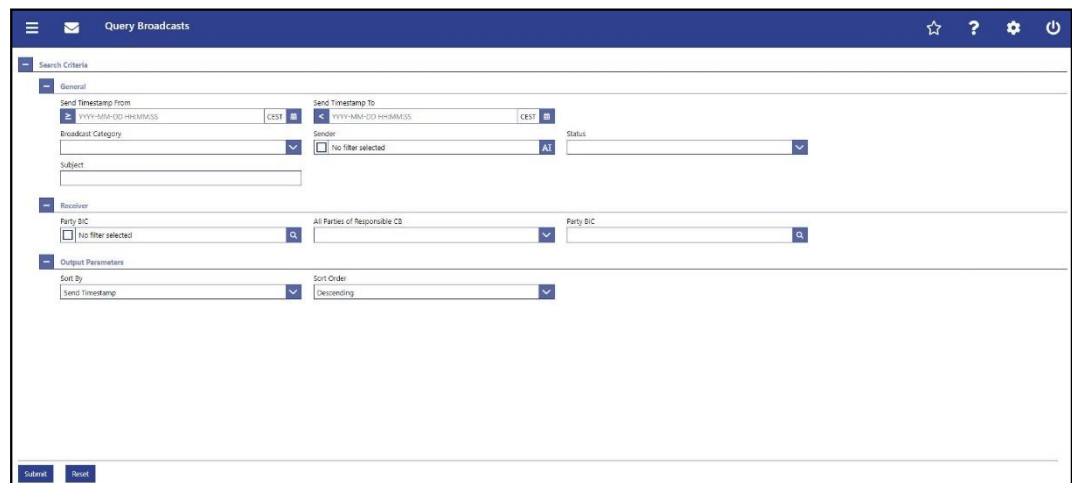 Query Broadcasts
Search Criteria
General
Send Timestamp From Send Timestamp To
≥ YYYY-MM-DD HH:MM:SS CEST < YYYY-MM-DD HH:MM:SS CEST
Broadcast Category Sender Status
No filter selected AI
Subject
Receiver
Party BIC All Parties of Responsible CB Party BIC
No filter selected
Output Parameters
Sort By Sort Order
Send Timestamp Descending
Submit Reset